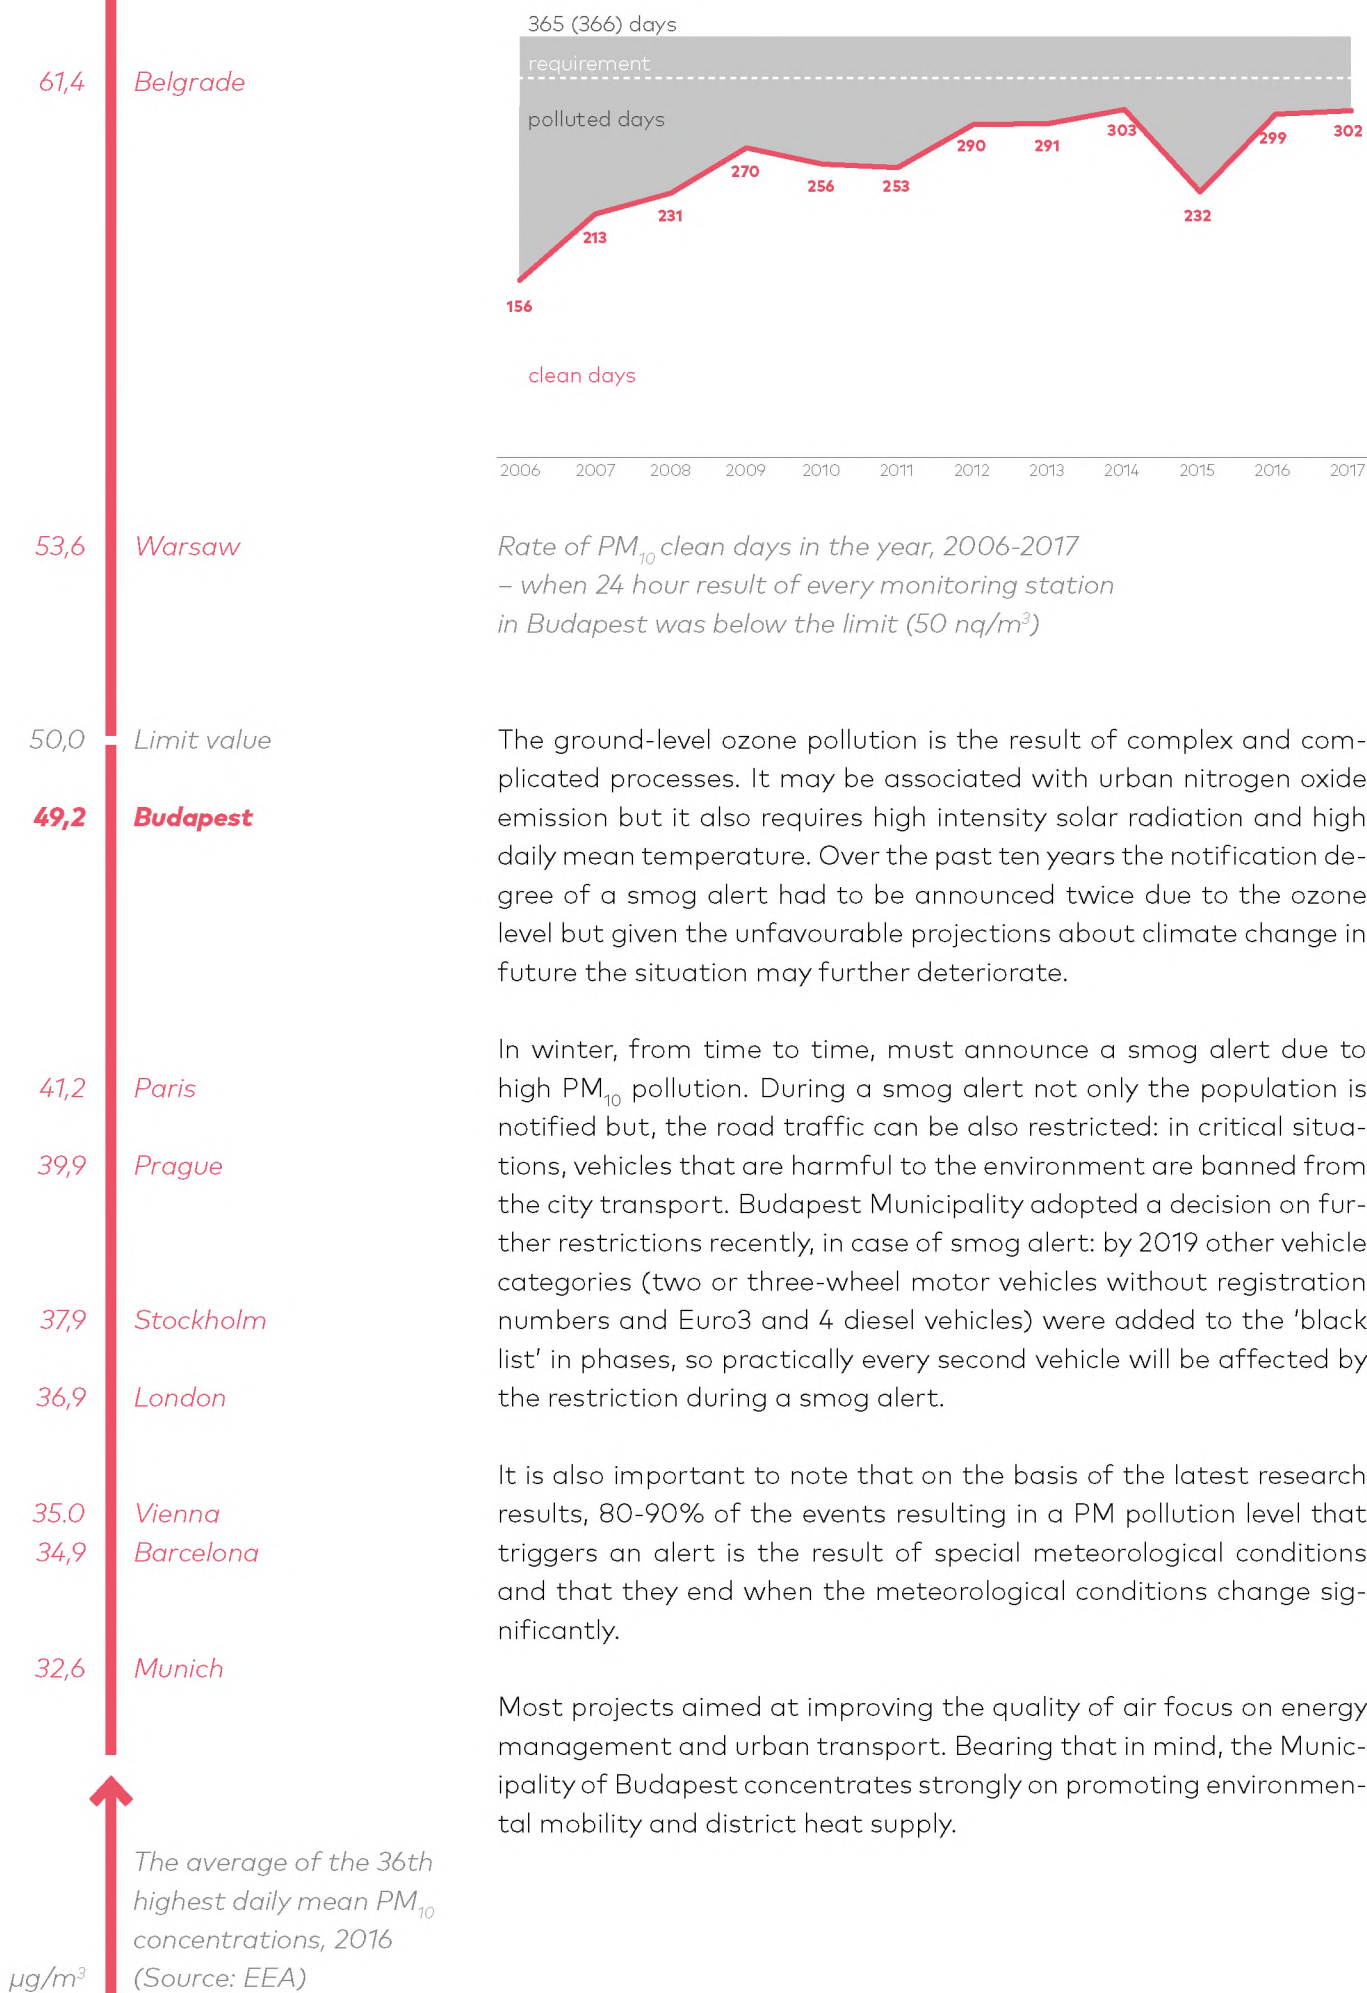 61,4 Belgrade
53,6 Warsaw
50,0 Limit value
49,2 Budapest
41,2 Paris
39,9 Prague
37,9 Stockholm
36,9 London
35.0 Vienna
34,9 Barcelona
32,6 Munich
The average of the 36th
highest daily mean PM10
concentrations, 2016
µg/m³ (Source: EEA)
365 (366) days
requirement
polluted days
156 213 231 270 256 253 290 291 303 232 299 302
clean days
2006 2007 2008 2009 2010 2011 2012 2013 2014 2015 2016 2017
Rate of PM10 clean days in the year, 2006-2017
– when 24 hour result of every monitoring station
in Budapest was below the limit (50 nq/m³)
The ground-level ozone pollution is the result of complex and com-
plicated processes. It may be associated with urban nitrogen oxide
emission but it also requires high intensity solar radiation and high
daily mean temperature. Over the past ten years the notification de-
gree of a smog alert had to be announced twice due to the ozone
level but given the unfavourable projections about climate change in
future the situation may further deteriorate.
In winter, from time to time, must announce a smog alert due to
high PM10 pollution. During a smog alert not only the population is
notified but, the road traffic can be also restricted: in critical situa-
tions, vehicles that are harmful to the environment are banned from
the city transport. Budapest Municipality adopted a decision on fur-
ther restrictions recently, in case of smog alert: by 2019 other vehicle
categories (two or three-wheel motor vehicles without registration
numbers and Euro3 and 4 diesel vehicles) were added to the ‘black
list’ in phases, so practically every second vehicle will be affected by
the restriction during a smog alert.
It is also important to note that on the basis of the latest research
results, 80-90% of the events resulting in a PM pollution level that
triggers an alert is the result of special meteorological conditions
and that they end when the meteorological conditions change sig-
nificantly.
Most projects aimed at improving the quality of air focus on energy
management and urban transport. Bearing that in mind, the Munic-
ipality of Budapest concentrates strongly on promoting environmen-
tal mobility and district heat supply.